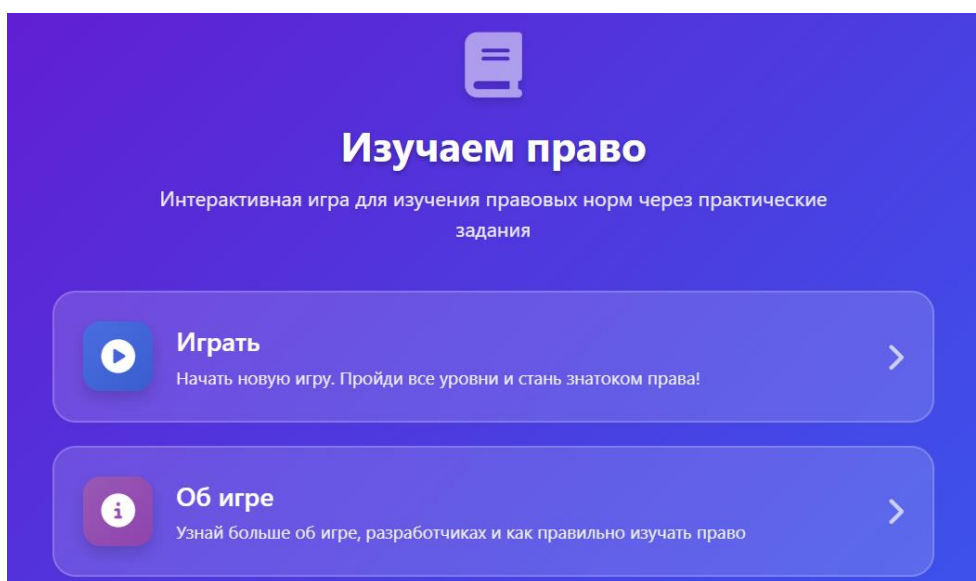 Изучаем право
Интерактивная игра для изучения правовых норм через практические
задания
Играть
Начать новую игру. Пройди все уровни и стань знатоком права!
Об игре
Узнай больше об игре, разработчиках и как правильно изучать право